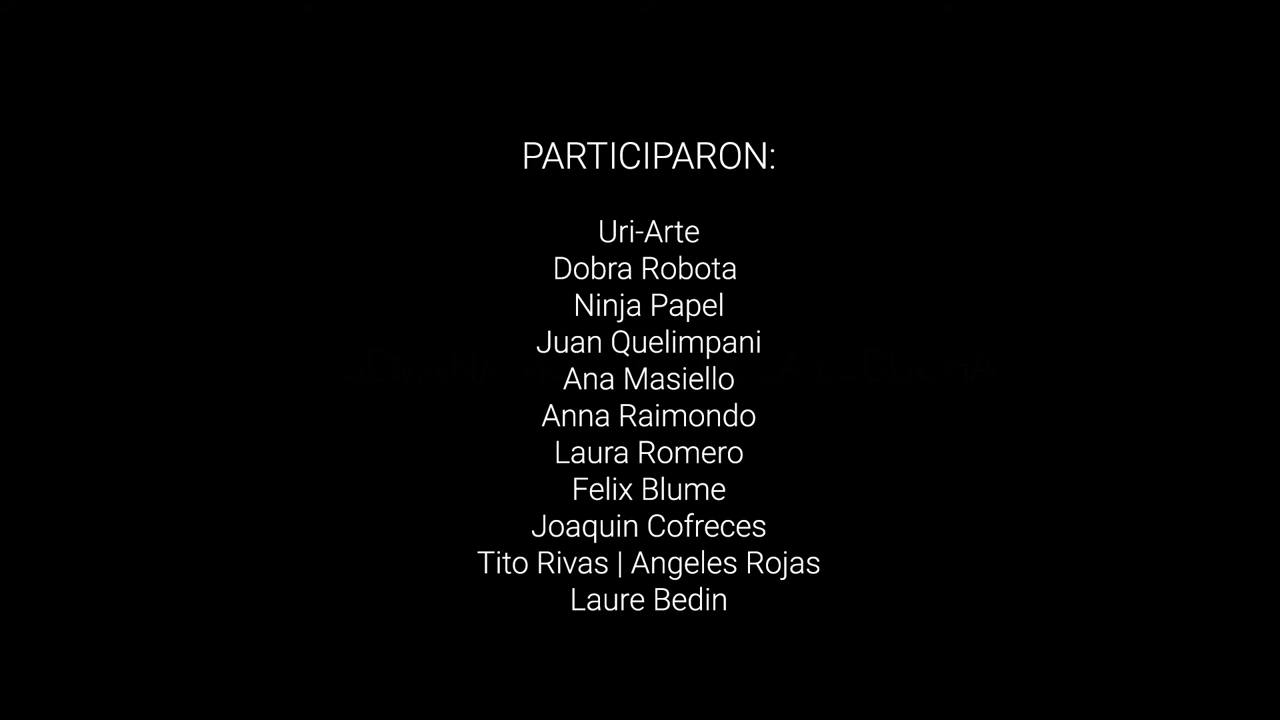 PARTICIPARON:
Uri-Arte
Dobra Robota
Ninja Papel
Juan Quelimpani
Ana Masiello
Anna Raimondo
Laura Romero
Felix Blume
Joaquin Cofreces
Tito Rivas | Angeles Rojas
Laure Bedin